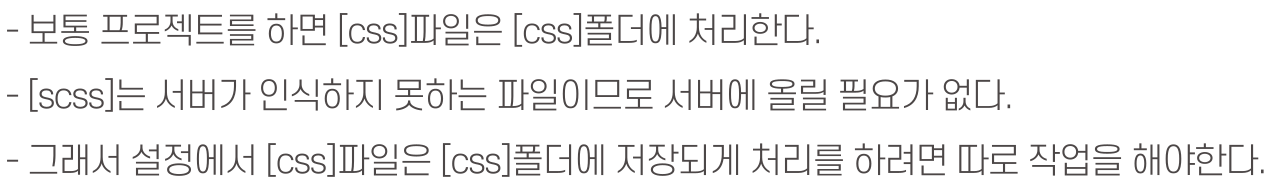 - 보통 프로젝트를 하면 [css]파일은 [css]폴더에 처리한다.
- [scss]는 서버가 인식하지 못하는 파일이므로 서버에 올릴 필요가 없다.
- 그래서 설정에서 [css]파일은 [css]폴더에 저장되게 처리를 하려면 따로 작업을 해야한다.